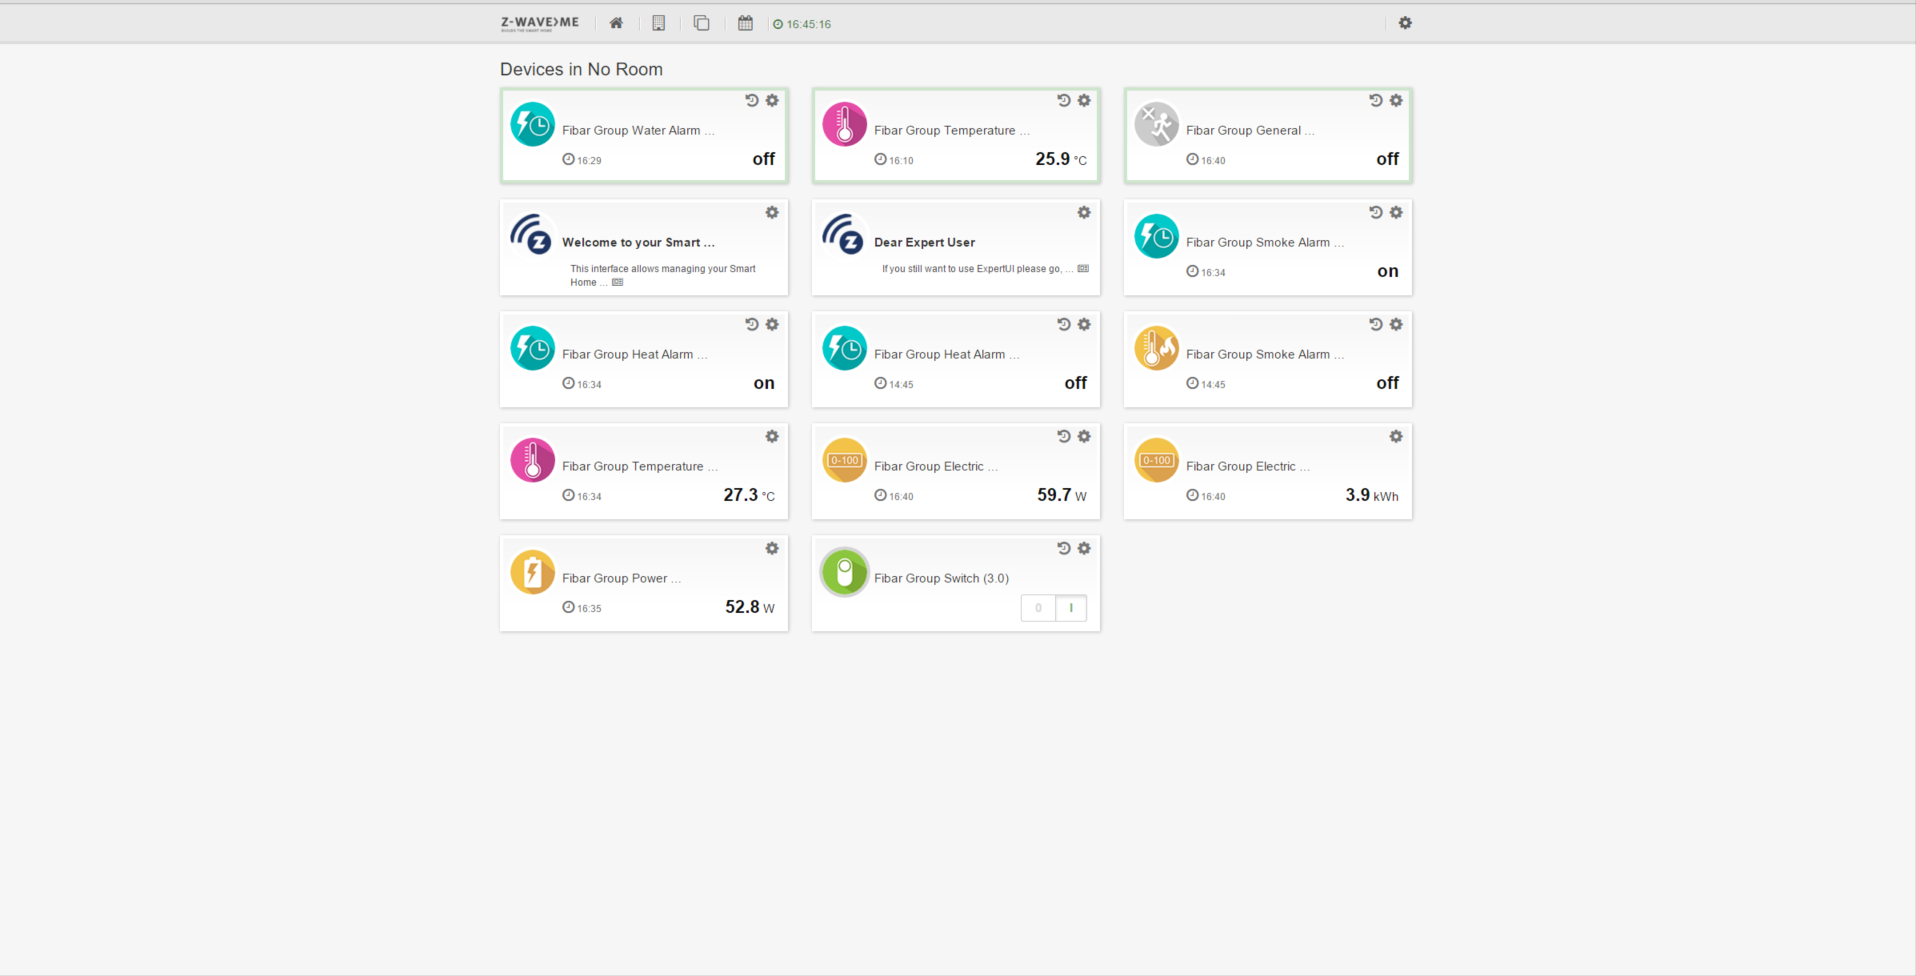 Z-WAVE>ME
BUILDS THE SMART HOME
16:45:16
Devices in No Room
Fibar Group Water Alarm ...
16:29
off
Fibar Group Temperature ...
16:10
25.9 °C
Fibar Group General ...
16:40
off
Z
Welcome to your Smart ...
This interface allows managing your Smart
Home ...
Z
Dear Expert User
If you still want to use ExpertUI please go, ...
Fibar Group Smoke Alarm ...
16:34
on
Fibar Group Heat Alarm ...
16:34
on
Fibar Group Heat Alarm ...
14:45
off
Fibar Group Smoke Alarm ...
14:45
off
Fibar Group Temperature ...
16:34
27.3 °C
0-100
Fibar Group Electric ...
16:40
59.7 W
0-100
Fibar Group Electric ...
16:40
3.9 kWh
Fibar Group Power ...
16:35
52.8 W
Fibar Group Switch (3.0)
0 I